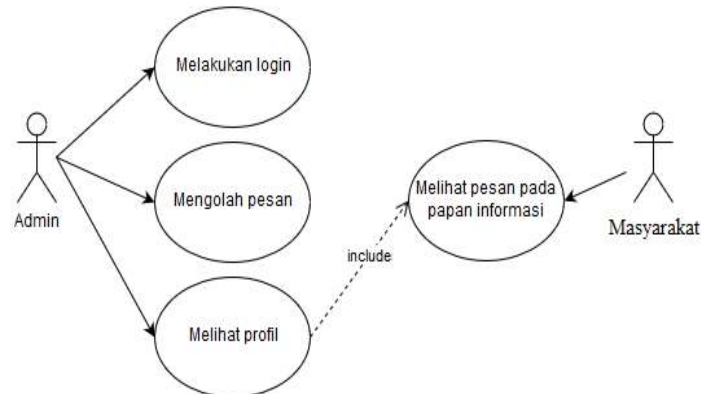 Melakukan login
Admin
Mengolah pesan
Melihat pesan pada
papan informasi
Masyarakat
include
Melihat profil